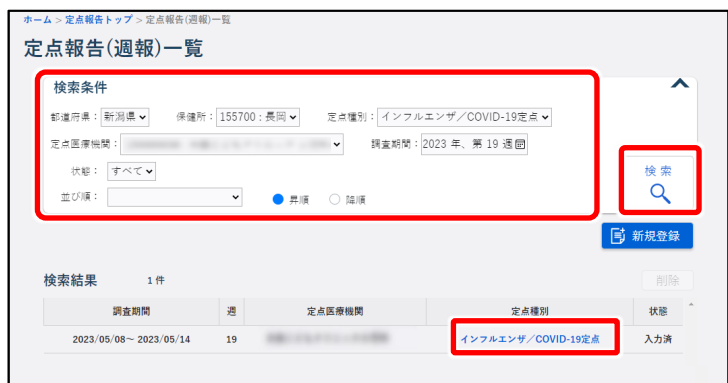 ホーム > 定点報告トップ > 定点報告(週報)一覧
定点報告(週報)一覧
検索条件
都道府県： 新潟県 保健所： 155700：長岡 定点種別： インフルエンザ／COVID-19定点
定点医療機関： 調査期間： 2023 年、第 19 週
状態： すべて
検 索
並び順： 昇順 降順
新規登録
検索結果 1 件 削除
調査期間 週 定点医療機関 定点種別 状態
2023/05/08～ 2023/05/14 19 インフルエンザ／COVID-19定点 入力済